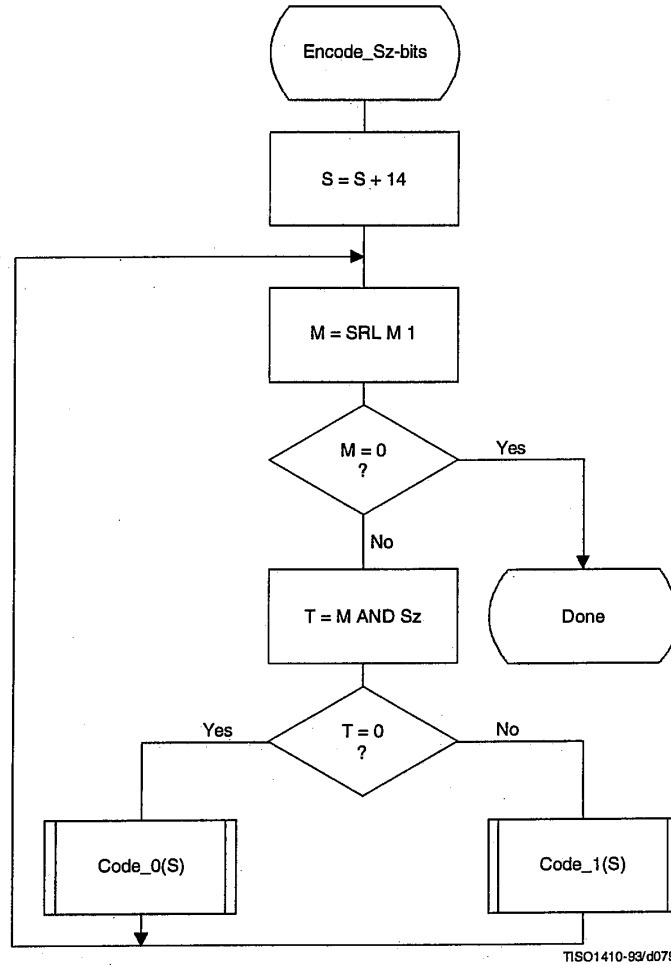 Encode_Sz-bits
S = S + 14
M = SRL M 1
M = 0
?
Yes
No
T = M AND Sz
Done
Yes
T = 0
?
No
Code_0(S)
Code_1(S)